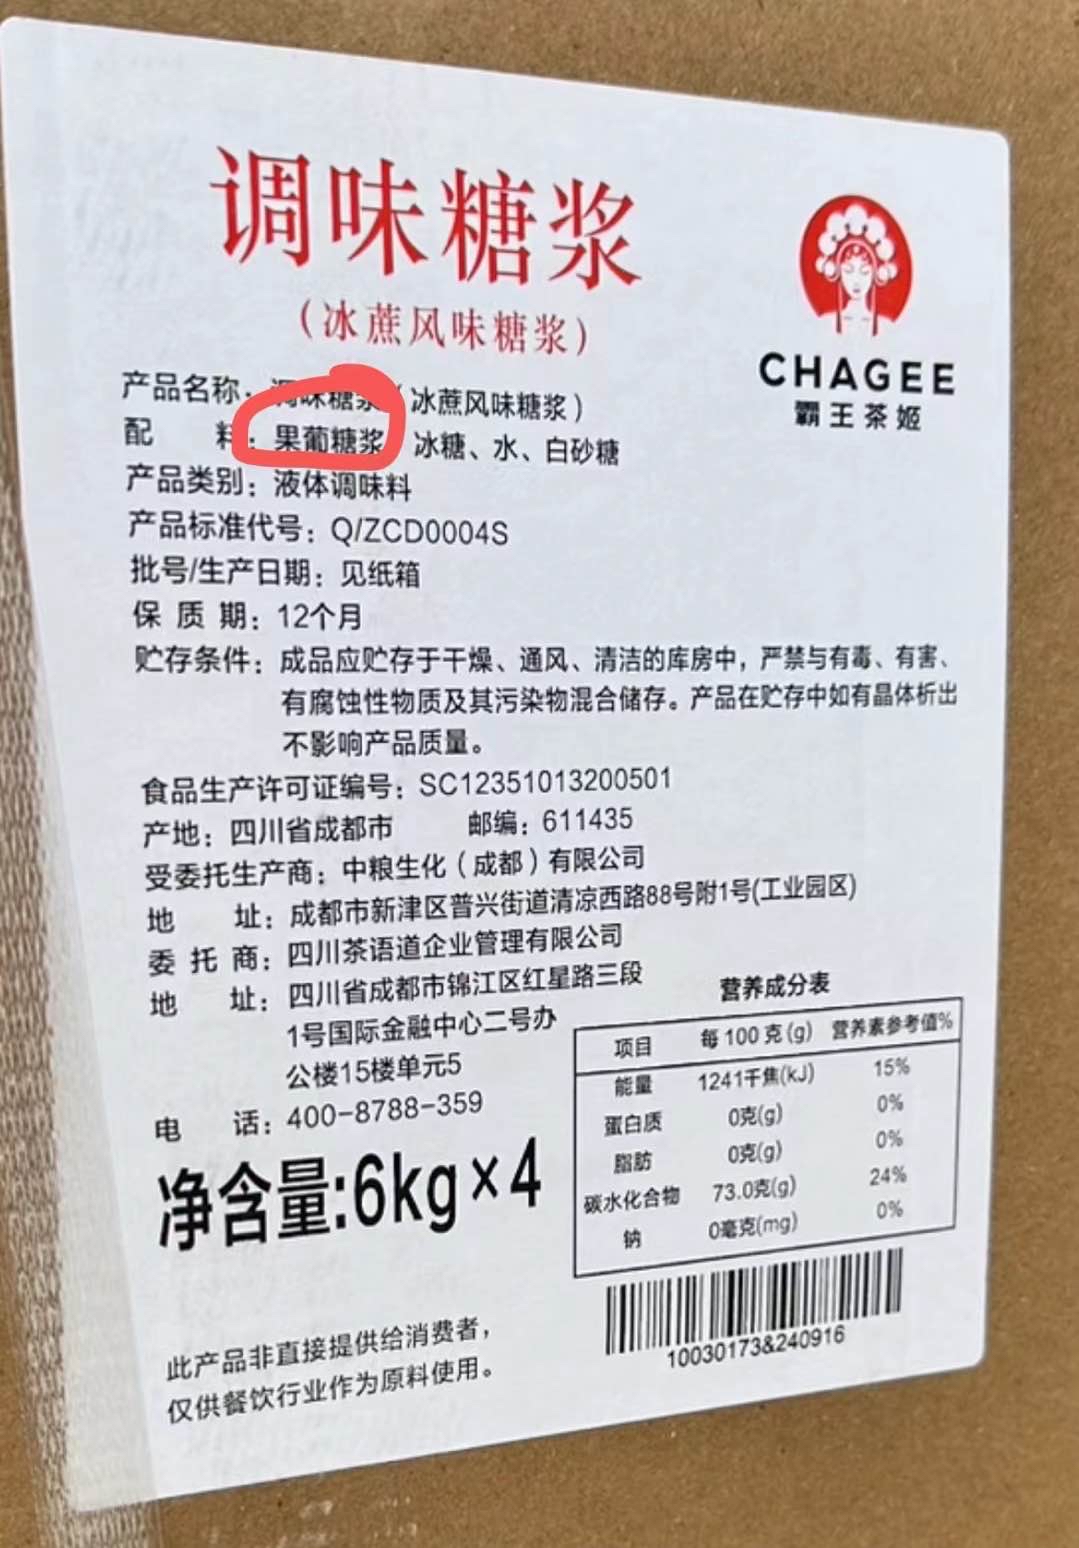 调味糖浆
(冰蔗风味糖浆)
CHAGEE
霸王茶姬
产品名称：调味糖浆(冰蔗风味糖浆)
配 料：果葡糖浆、冰糖、水、白砂糖
产品类别：液体调味料
产品标准代号：Q/ZCD0004S
批号/生产日期：见纸箱
保 质 期：12个月
贮存条件：成品应贮存于干燥、通风、清洁的库房中，严禁与有毒、有害、
有腐蚀性物质及其污染物混合储存。产品在贮存中如有晶体析出
不影响产品质量。
食品生产许可证编号：SC12351013200501
产地：四川省成都市 邮编：611435
受委托生产商：中粮生化(成都)有限公司
地 址：成都市新津区普兴街道清凉西路88号附1号(工业园区)
委 托 商：四川茶语道企业管理有限公司
地 址：四川省成都市锦江区红星路三段
1号国际金融中心二号办
公楼15楼单元5
电 话：400-8788-359
净含量:6kg×4
营养成分表
项目 每100克(g) 营养素参考值%
能量 1241千焦(kJ) 15%
蛋白质 0克(g) 0%
脂肪 0克(g) 0%
碳水化合物 73.0克(g) 24%
钠 0毫克(mg) 0%
10030173&240916
此产品非直接提供给消费者，
仅供餐饮行业作为原料使用。